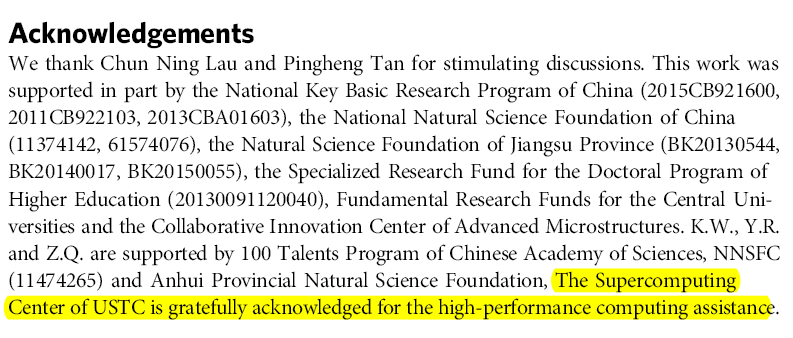 Acknowledgements
We thank Chun Ning Lau and Pingheng Tan for stimulating discussions. This work was
supported in part by the National Key Basic Research Program of China (2015CB921600,
2011CB922103, 2013CBA01603), the National Natural Science Foundation of China
(11374142, 61574076), the Natural Science Foundation of Jiangsu Province (BK20130544,
BK20140017, BK20150055), the Specialized Research Fund for the Doctoral Program of
Higher Education (20130091120040), Fundamental Research Funds for the Central Uni-
versities and the Collaborative Innovation Center of Advanced Microstructures. K.W., Y.R.
and Z.Q. are supported by 100 Talents Program of Chinese Academy of Sciences, NNSFC
(11474265) and Anhui Provincial Natural Science Foundation, The Supercomputing
Center of USTC is gratefully acknowledged for the high-performance computing assistance.